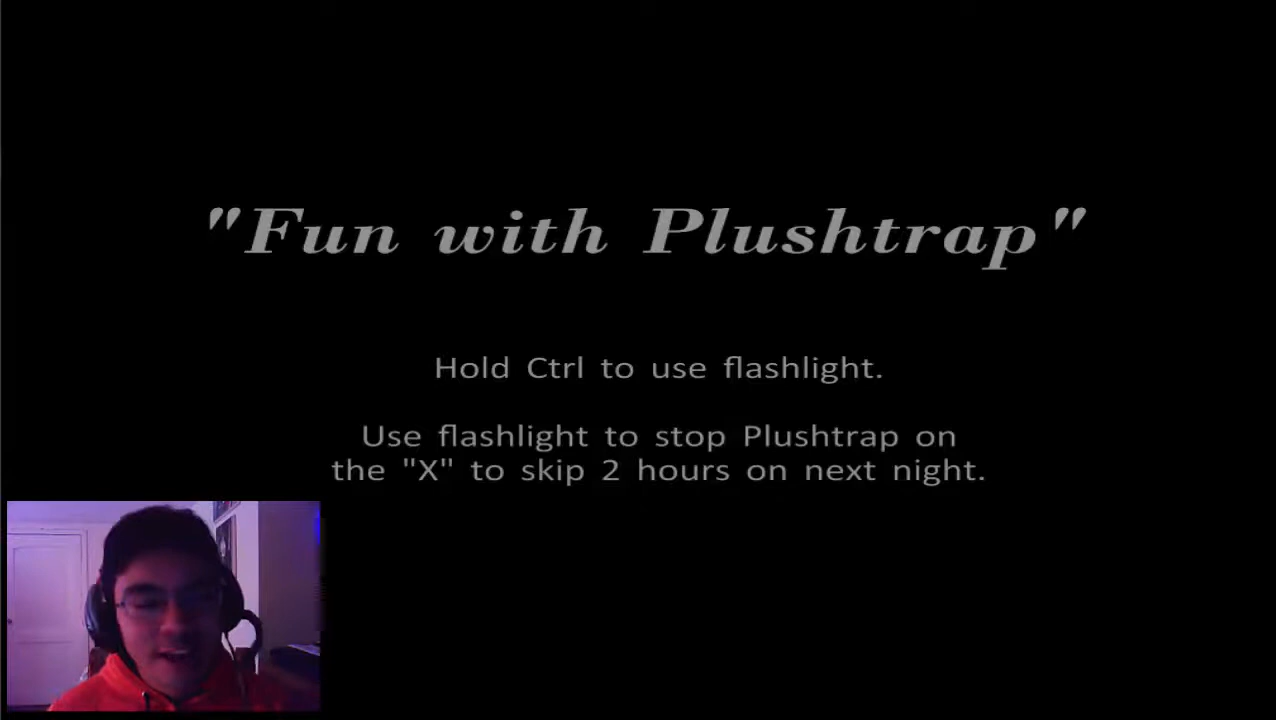 "Fun with Plushtrap"
Hold Ctrl to use flashlight.
Use flashlight to stop Plushtrap on
the "X" to skip 2 hours on next night.